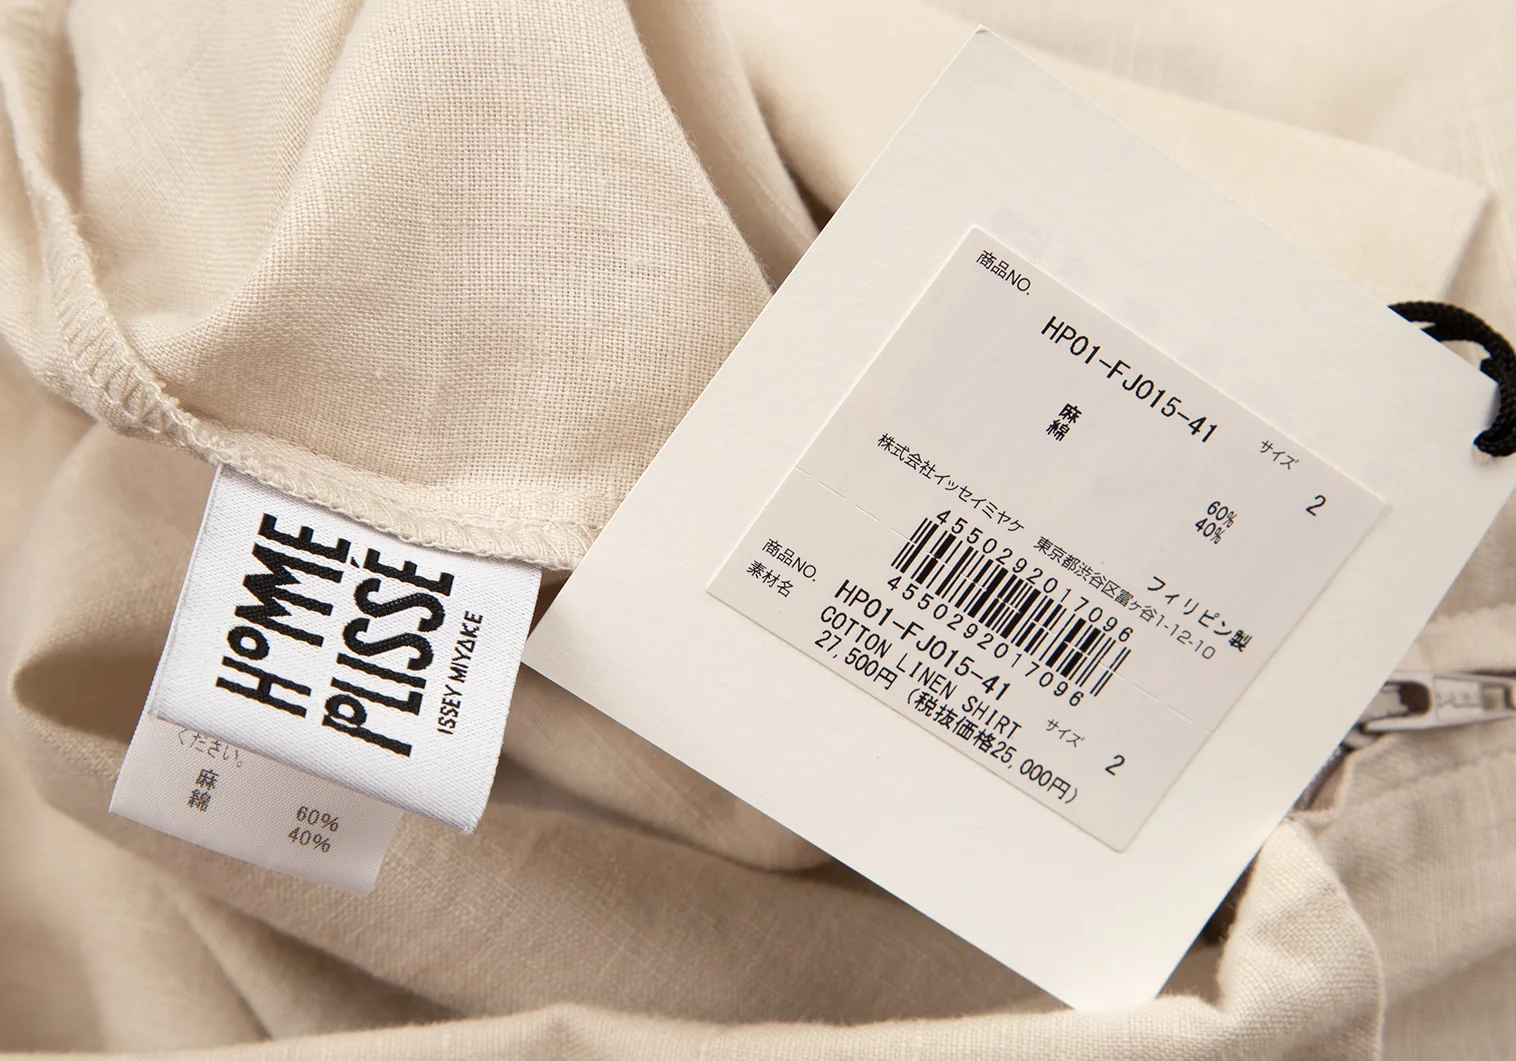 HOMME
PLISSÉ
ISSEY MIYAKE
ください。
麻 60%
綿 40%
商品NO.
HP01-FJ015-41
サイズ 2
麻 60%
綿 40%
株式会社イッセイミヤケ 東京都渋谷区富ヶ谷1-12-10
フィリピン製
4550292017096
4550292017096
商品NO. HP01-FJ015-41
サイズ 2
素材名 COTTON LINEN SHIRT
27,500円 (税抜価格25,000円)